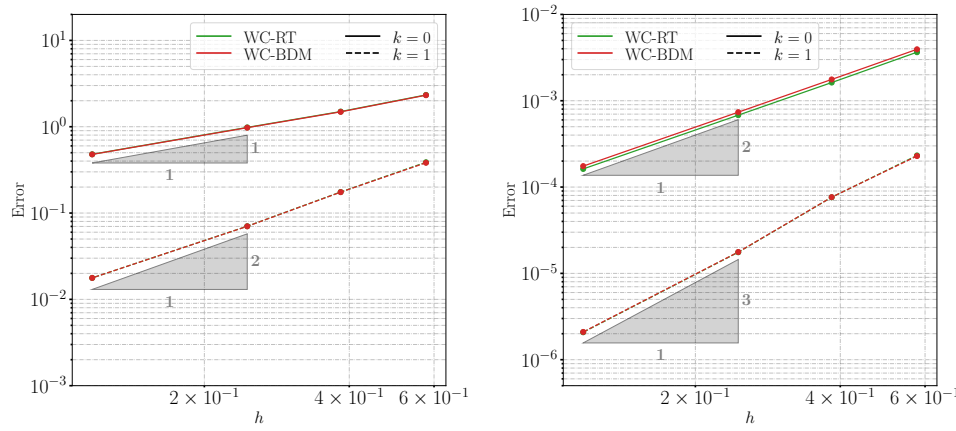 10^1
10^0
10^{-1}
10^{-2}
10^{-3}
Error
WC-RT
WC-BDM
k = 0
k = 1
1
1
2
1
2 × 10^{-1}
4 × 10^{-1}
6 × 10^{-1}
h
10^{-2}
10^{-3}
10^{-4}
10^{-5}
10^{-6}
Error
WC-RT
WC-BDM
k = 0
k = 1
2
1
3
1
2 × 10^{-1}
4 × 10^{-1}
6 × 10^{-1}
h